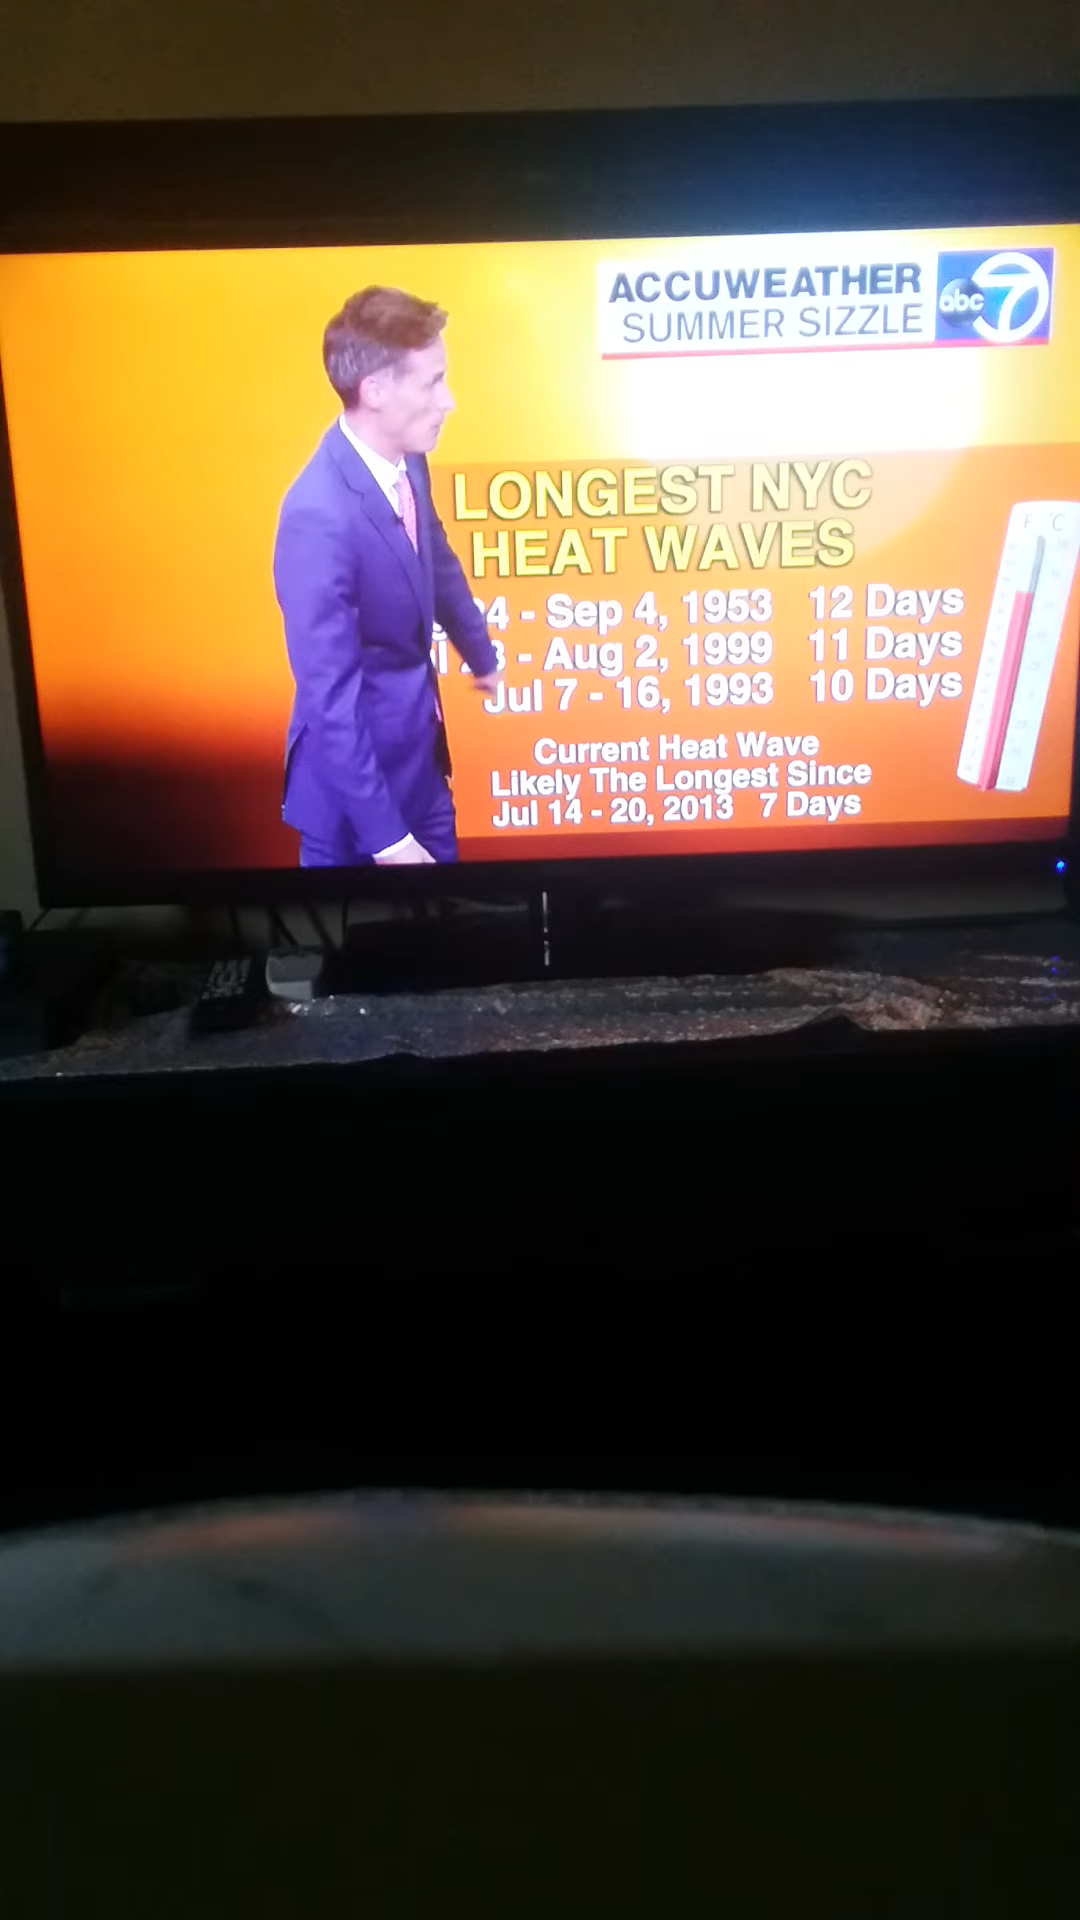 ACCUWEATHER
SUMMER SIZZLE
abc 7
LONGEST NYC
HEAT WAVES
F C
24 - Sep 4, 1953 12 Days
- Aug 2, 1999 11 Days
Jul 7 - 16, 1993 10 Days
Current Heat Wave
Likely The Longest Since
Jul 14 - 20, 2013 7 Days